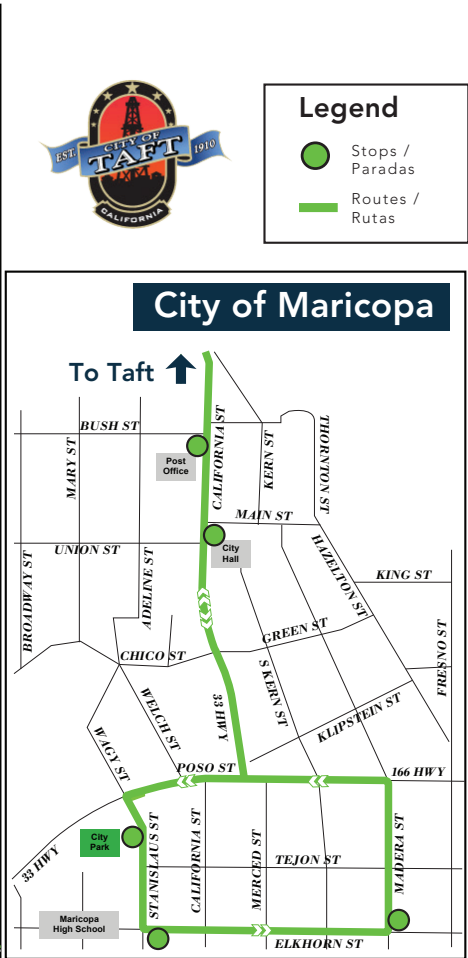 EST.
CITY OF
TAFT
1910
CALIFORNIA
Legend
Stops /
Paradas
Routes /
Rutas
City of Maricopa
To Taft
BUSH ST
MARY ST
Post
Office
CALIFORNIA ST
KERN ST
THORNTON ST
MAIN ST
UNION ST
City
Hall
BROADWAY ST
ADELINE ST
HAZELTON ST
KING ST
GREEN ST
CHICO ST
S KERN ST
FRESNO ST
WELCH ST
33 HWY
KLIPSTEIN ST
WAGY ST
POSO ST
166 HWY
City
Park
33 HWY
STANISLAUS ST
CALIFORNIA ST
MERCED ST
MADERA ST
TEJON ST
Maricopa
High School
ELKHORN ST